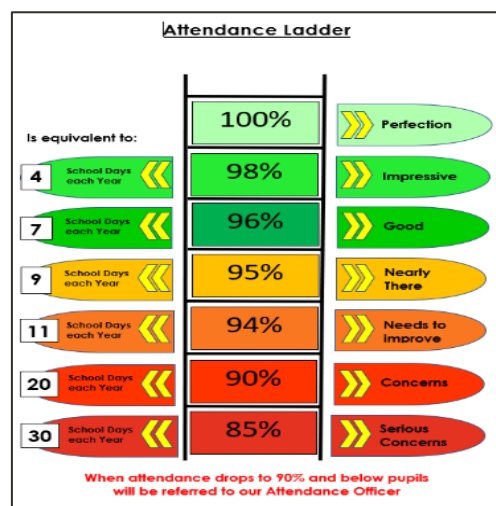 Attendance Ladder
100%
Perfection
Is equivalent to:
4
School Days
each Year
98%
Impressive
7
School Days
each Year
96%
Good
9
School Days
each Year
95%
Nearly
There
11
School Days
each Year
94%
Needs to
Improve
20
School Days
each Year
90%
Concerns
30
School Days
each Year
85%
Serious
Concerns
When attendance drops to 90% and below pupils
will be referred to our Attendance Officer